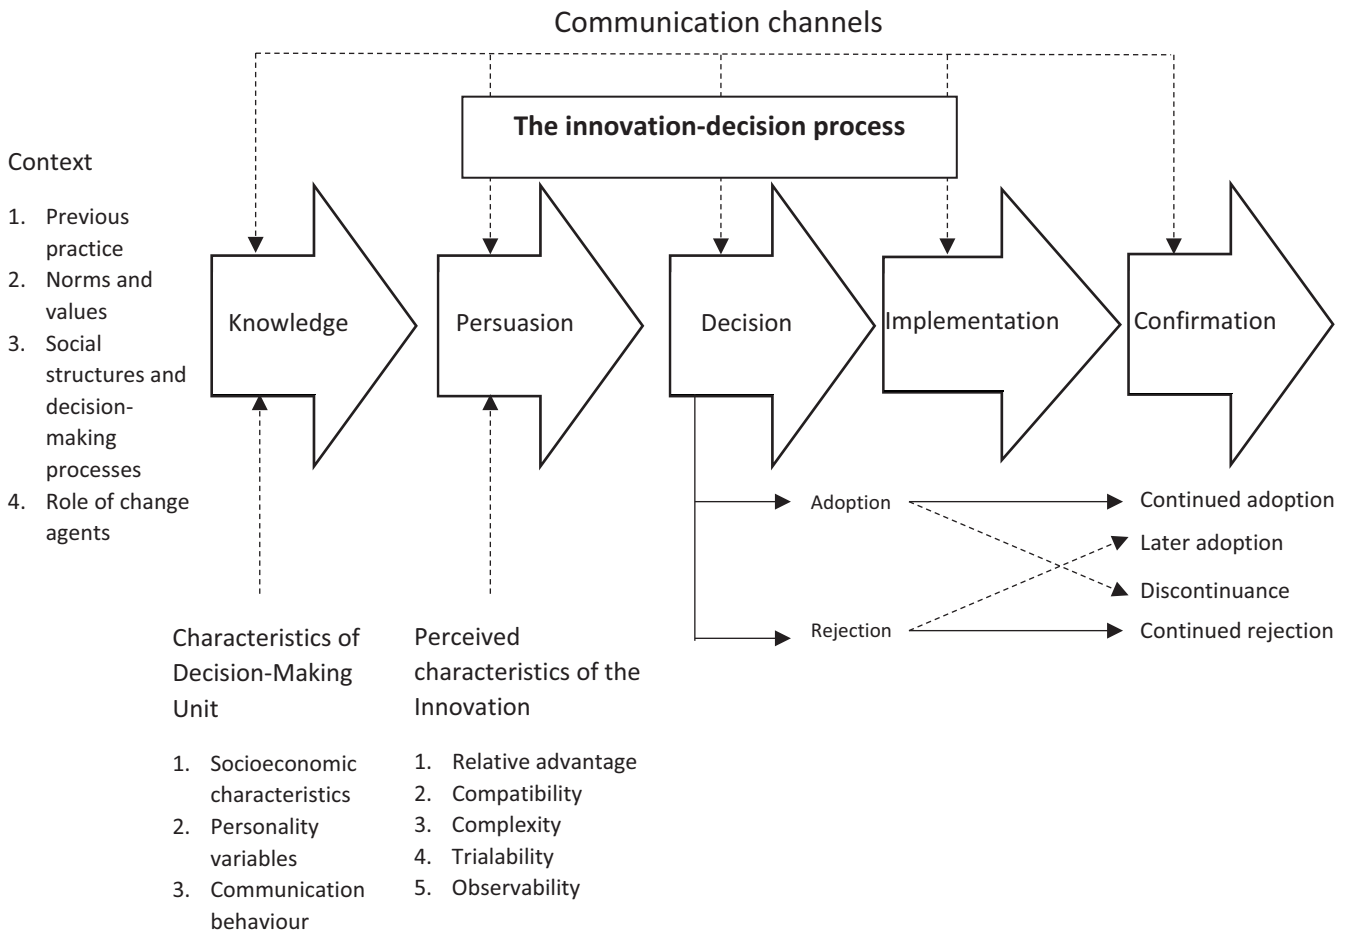 Communication channels
The innovation-decision process
Context
1. Previous
practice
2. Norms and
values
3. Social
structures and
decision-
making
processes
4. Role of change
agents
Knowledge
Persuasion
Decision
Implementation
Confirmation
Adoption
Rejection
Continued adoption
Later adoption
Discontinuance
Continued rejection
Characteristics of
Decision-Making
Unit
1. Socioeconomic
characteristics
2. Personality
variables
3. Communication
behaviour
Perceived
characteristics of the
Innovation
1. Relative advantage
2. Compatibility
3. Complexity
4. Trialability
5. Observability